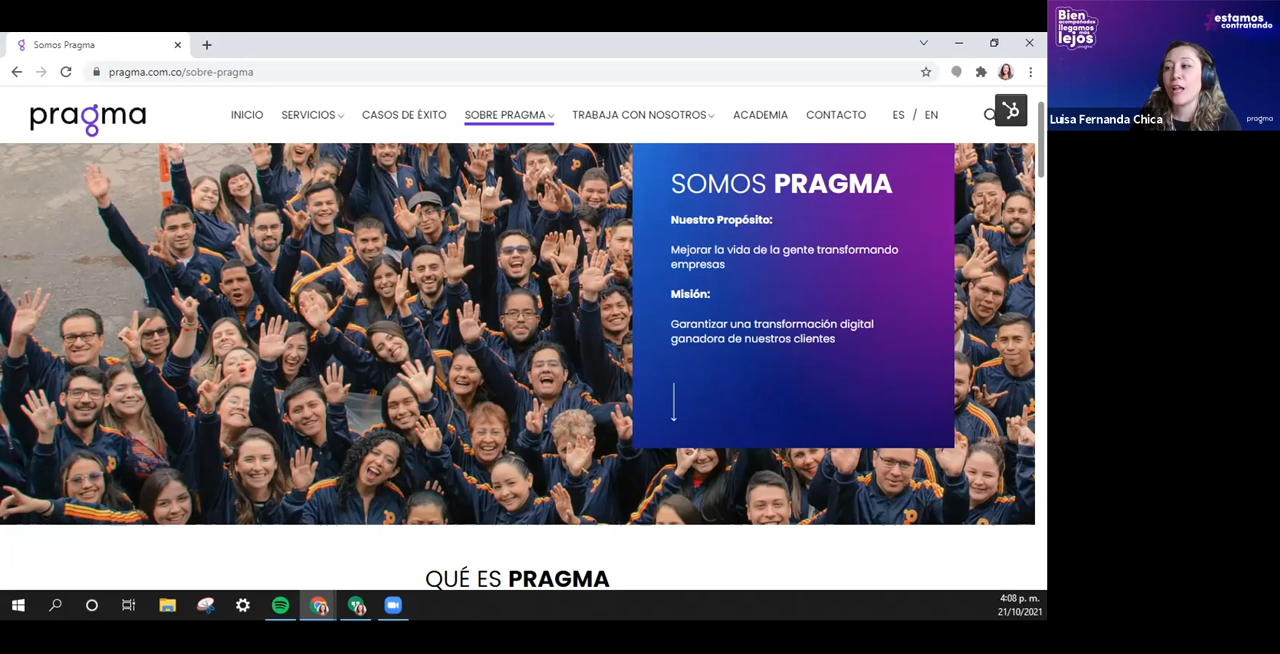 Somos Pragma
pragma.com.co/sobre-pragma
pragma
INICIO
SERVICIOS
CASOS DE ÉXITO
SOBRE PRAGMA
TRABAJA CON NOSOTROS
ACADEMIA
CONTACTO
ES / EN
SOMOS PRAGMA
Nuestro Propósito:
Mejorar la vida de la gente transformando
empresas
Misión:
Garantizar una transformación digital
ganadora de nuestros clientes
QUÉ ES PRAGMA
4:08 p. m.
21/10/2021
Bien
acompañados
llegamos
más
lejos
pragma
#estamos
contratando
Luisa Fernanda Chica
pragma